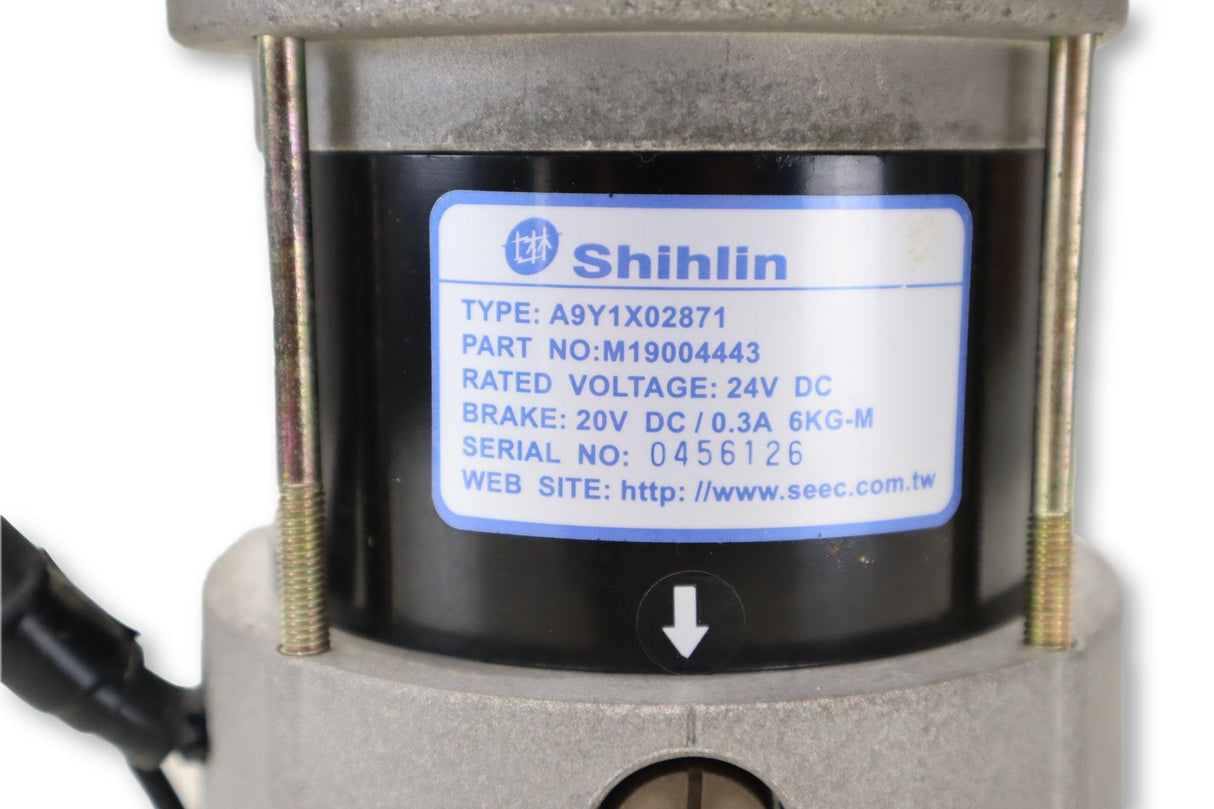 Shihlin
TYPE: A9Y1X02871
PART NO:M19004443
RATED VOLTAGE: 24V DC
BRAKE: 20V DC / 0.3A 6KG-M
SERIAL NO: 0456126
WEB SITE: http: //www.seec.com.tw